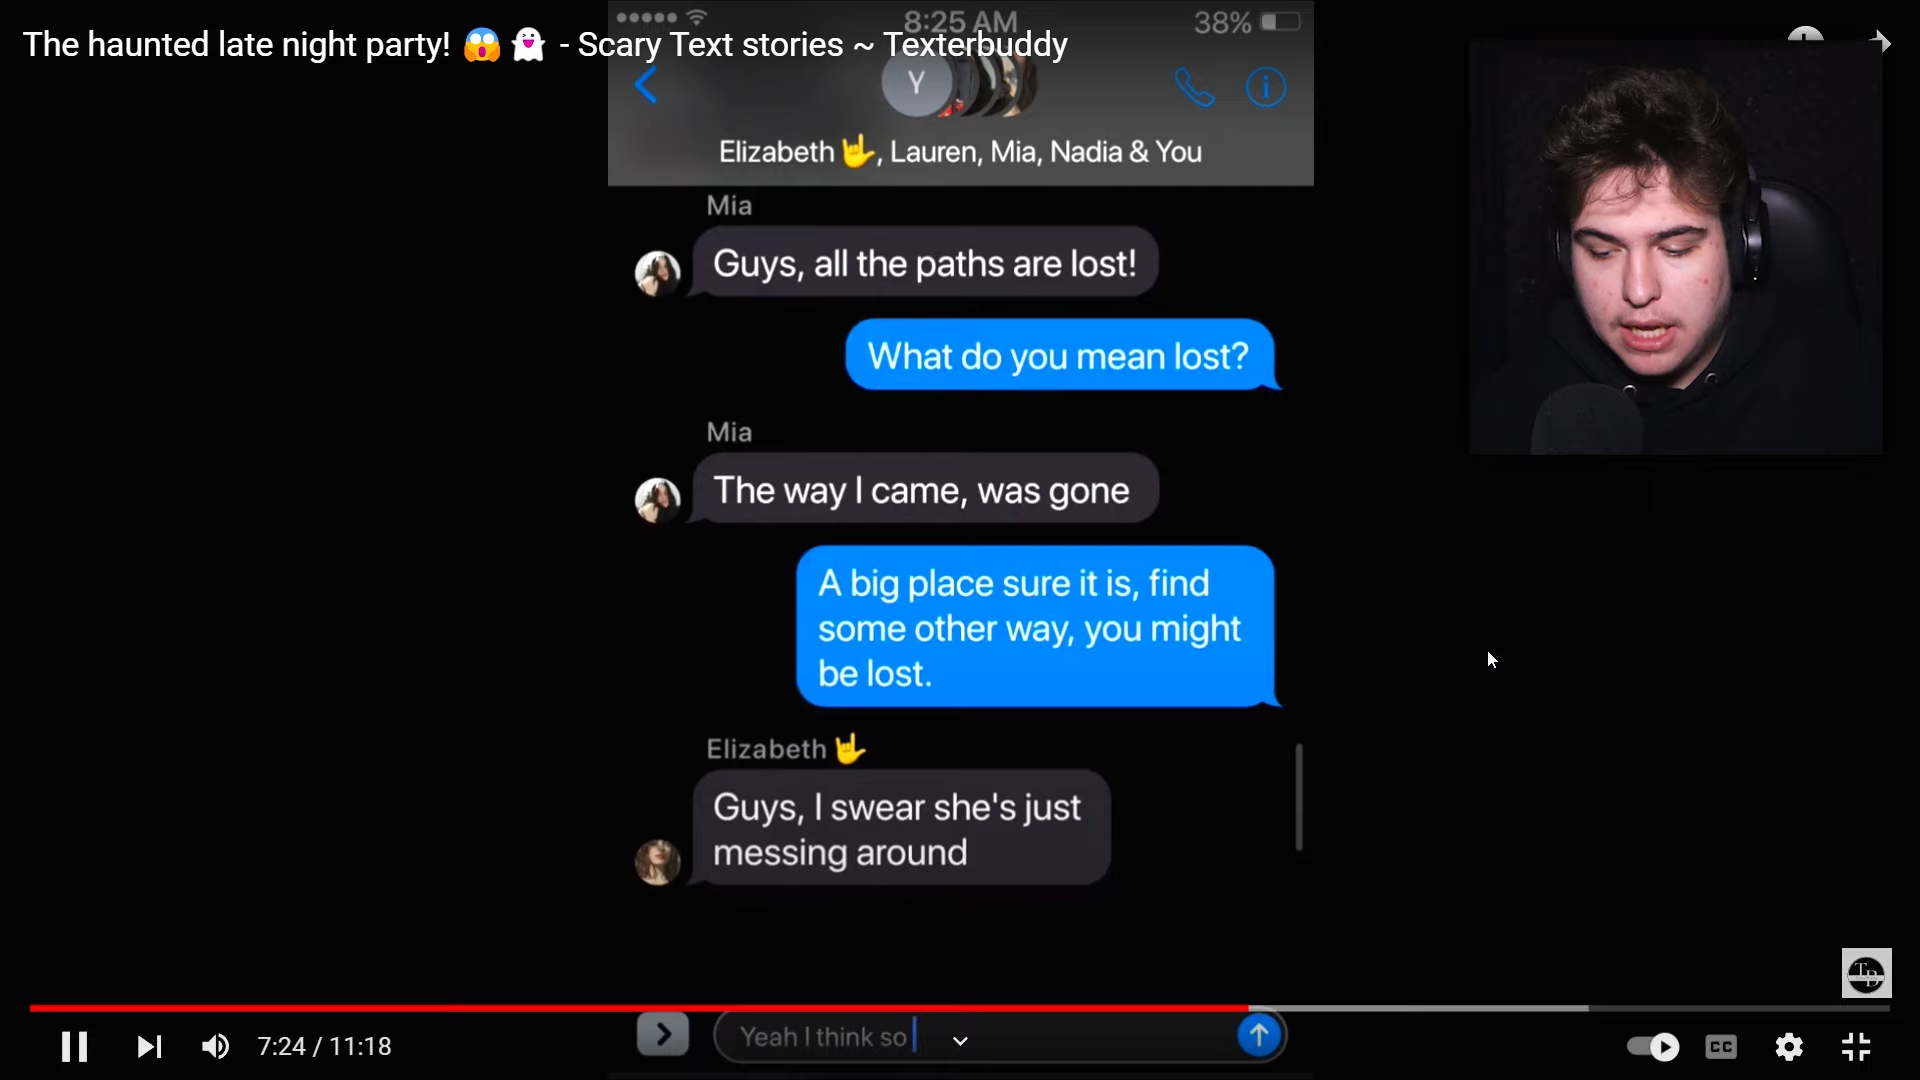 8:25 AM
38%
The haunted late night party! 😱👻 - Scary Text stories ~ Texterbuddy
Y
Elizabeth 🤟, Lauren, Mia, Nadia & You
Mia
Guys, all the paths are lost!
What do you mean lost?
Mia
The way I came, was gone
A big place sure it is, find
some other way, you might
be lost.
Elizabeth 🤟
Guys, I swear she's just
messing around
TB
Yeah I think so
7:24 / 11:18
CC